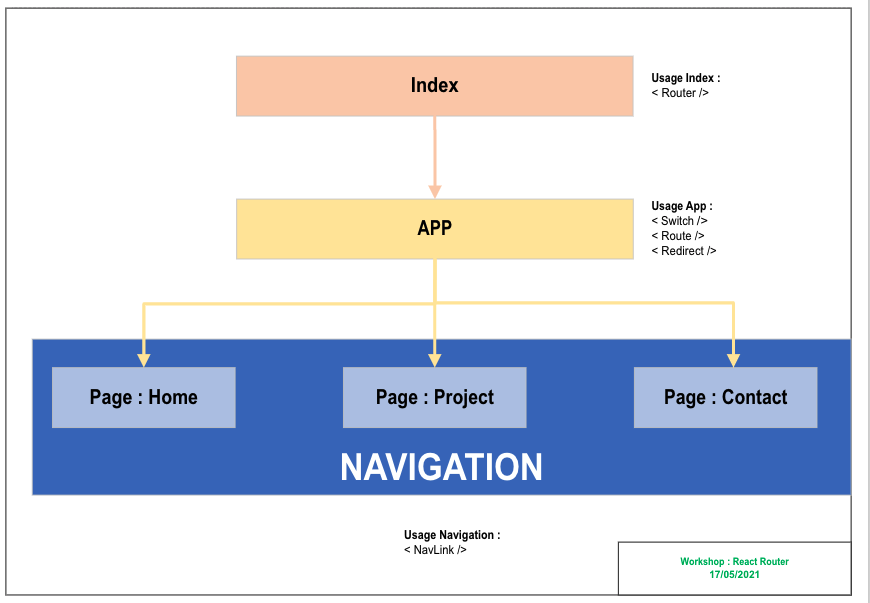 Index
Usage Index :
< Router />
APP
Usage App :
< Switch />
< Route />
< Redirect />
Page : Home
Page : Project
Page : Contact
NAVIGATION
Usage Navigation :
< NavLink />
Workshop : React Router
17/05/2021